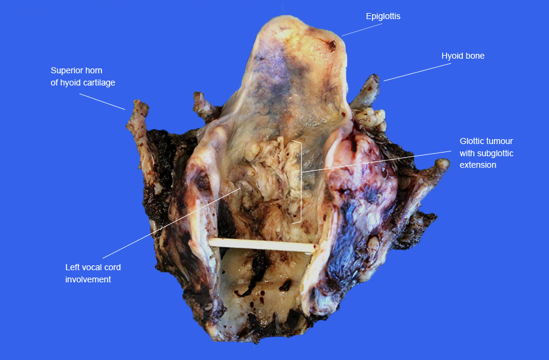 Epiglottis
Hyoid bone
Superior horn
of hyoid cartilage
Glottic tumour
with subglottic
extension
Left vocal cord
involvement